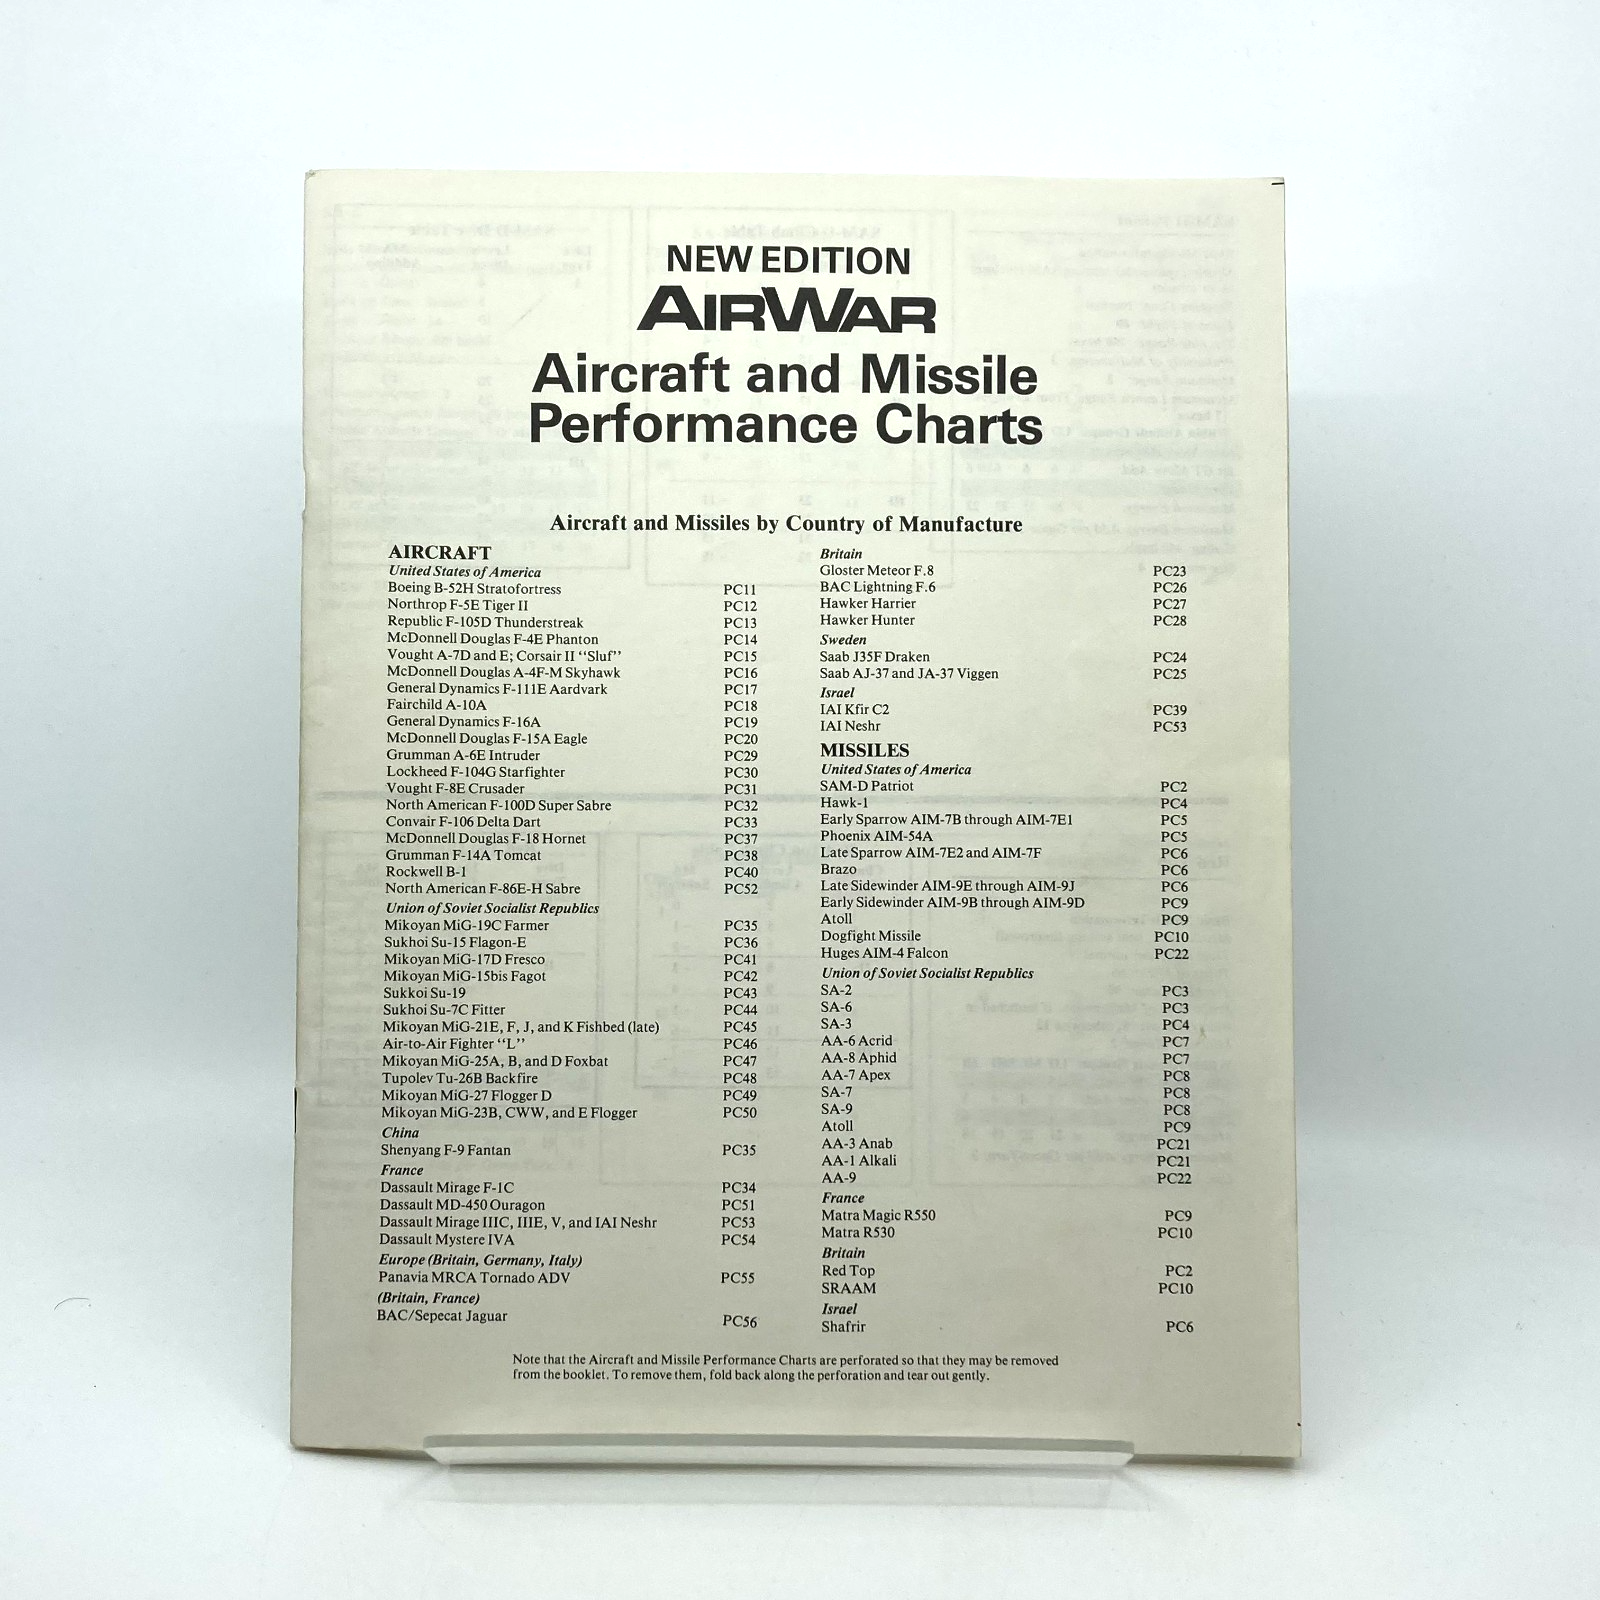 NEW EDITION
AIRWAR
Aircraft and Missile
Performance Charts
Aircraft and Missiles by Country of Manufacture
AIRCRAFT
United States of America
Boeing B-52H Stratofortress PC11
Northrop F-5E Tiger II PC12
Republic F-105D Thunderstreak PC13
McDonnell Douglas F-4E Phanton PC14
Vought A-7D and E; Corsair II "Sluf" PC15
McDonnell Douglas A-4F-M Skyhawk PC16
General Dynamics F-111E Aardvark PC17
Fairchild A-10A PC18
General Dynamics F-16A PC19
McDonnell Douglas F-15A Eagle PC20
Grumman A-6E Intruder PC29
Lockheed F-104G Starfighter PC30
Vought F-8E Crusader PC31
North American F-100D Super Sabre PC32
Convair F-106 Delta Dart PC33
McDonnell Douglas F-18 Hornet PC37
Grumman F-14A Tomcat PC38
Rockwell B-1 PC40
North American F-86E-H Sabre PC52
Union of Soviet Socialist Republics
Mikoyan MiG-19C Farmer PC35
Sukhoi Su-15 Flagon-E PC36
Mikoyan MiG-17D Fresco PC41
Mikoyan MiG-15bis Fagot PC42
Sukkoi Su-19 PC43
Sukhoi Su-7C Fitter PC44
Mikoyan MiG-21E, F, J, and K Fishbed (late) PC45
Air-to-Air Fighter "L" PC46
Mikoyan MiG-25A, B, and D Foxbat PC47
Tupolev Tu-26B Backfire PC48
Mikoyan MiG-27 Flogger D PC49
Mikoyan MiG-23B, CWW, and E Flogger PC50
China
Shenyang F-9 Fantan PC35
France
Dassault Mirage F-1C PC34
Dassault MD-450 Ouragon PC51
Dassault Mirage IIIC, IIIE, V, and IAI Neshr PC53
Dassault Mystere IVA PC54
Europe (Britain, Germany, Italy)
Panavia MRCA Tornado ADV PC55
(Britain, France)
BAC/Sepecat Jaguar PC56
Britain
Gloster Meteor F.8 PC23
BAC Lightning F.6 PC26
Hawker Harrier PC27
Hawker Hunter PC28
Sweden
Saab J35F Draken PC24
Saab AJ-37 and JA-37 Viggen PC25
Israel
IAI Kfir C2 PC39
IAI Neshr PC53
MISSILES
United States of America
SAM-D Patriot PC2
Hawk-1 PC4
Early Sparrow AIM-7B through AIM-7E1 PC5
Phoenix AIM-54A PC5
Late Sparrow AIM-7E2 and AIM-7F PC6
Brazo PC6
Late Sidewinder AIM-9E through AIM-9J PC6
Early Sidewinder AIM-9B through AIM-9D PC9
Atoll PC9
Dogfight Missile PC10
Huges AIM-4 Falcon PC22
Union of Soviet Socialist Republics
SA-2 PC3
SA-6 PC3
SA-3 PC4
AA-6 Acrid PC7
AA-8 Aphid PC7
AA-7 Apex PC8
SA-7 PC8
SA-9 PC8
Atoll PC9
AA-3 Anab PC21
AA-1 Alkali PC21
AA-9 PC22
France
Matra Magic R550 PC9
Matra R530 PC10
Britain
Red Top PC2
SRAAM PC10
Israel
Shafrir PC6
Note that the Aircraft and Missile Performance Charts are perforated so that they may be removed
from the booklet. To remove them, fold back along the perforation and tear out gently.